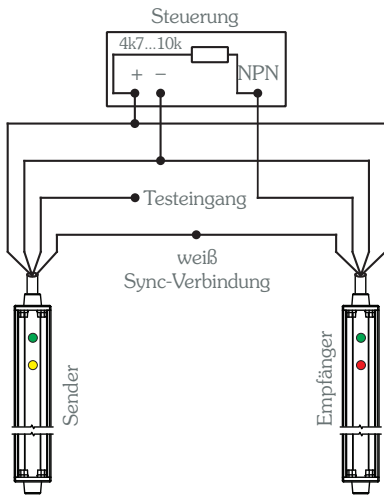 Steuerung
4k7...10k
+ −
NPN
Testeingang
weiß
Sync-Verbindung
Sender
Empfänger